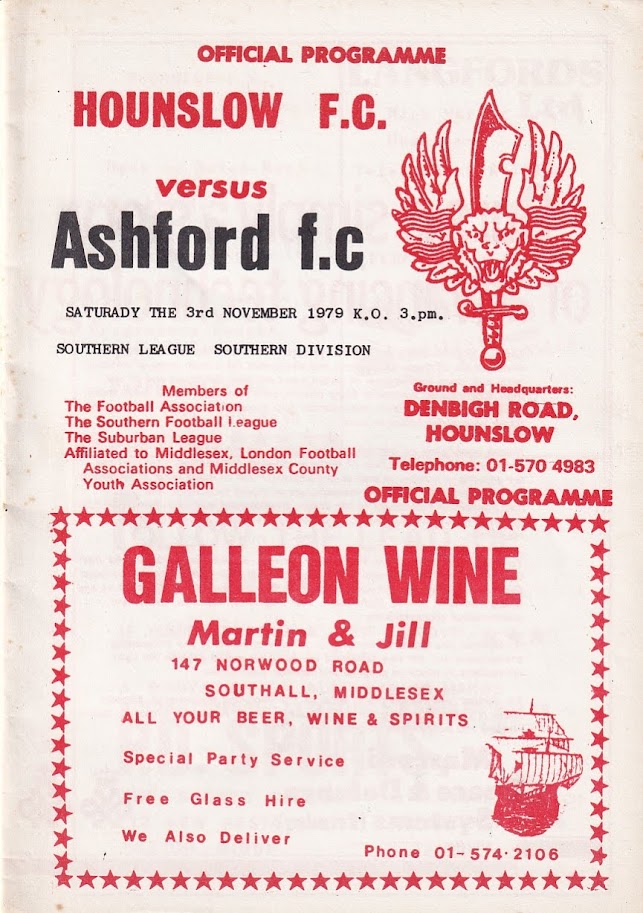 OFFICIAL PROGRAMME
HOUNSLOW F.C.
versus
Ashford f.c
SATURADY THE 3rd NOVEMBER 1979 K.O. 3.pm.
SOUTHERN LEAGUE SOUTHERN DIVISION
Members of
The Football Association
The Southern Football League
The Suburban League
Affiliated to Middlesex, London Football
Associations and Middlesex County
Youth Association
Ground and Headquarters:
DENBIGH ROAD,
HOUNSLOW
Telephone: 01-570 4983
OFFICIAL PROGRAMME
GALLEON WINE
Martin & Jill
147 NORWOOD ROAD
SOUTHALL, MIDDLESEX
ALL YOUR BEER, WINE & SPIRITS
Special Party Service
Free Glass Hire
We Also Deliver
Phone 01-574·2106